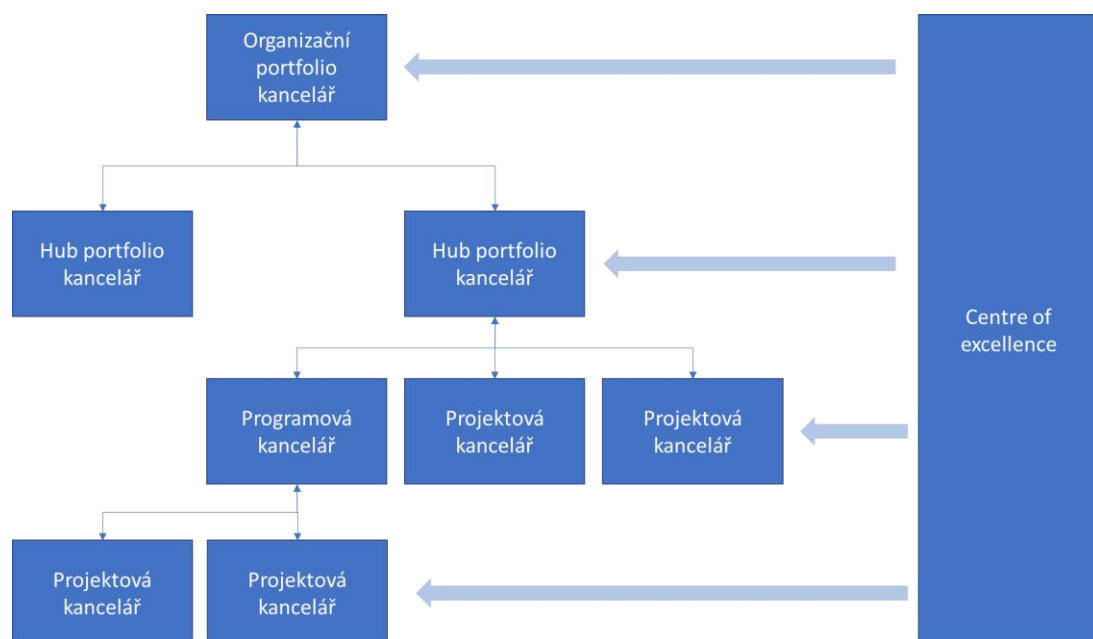 Organizační
portfolio
kancelář
Hub portfolio
kancelář
Hub portfolio
kancelář
Centre of
excellence
Programová
kancelář
Projektová
kancelář
Projektová
kancelář
Projektová
kancelář
Projektová
kancelář